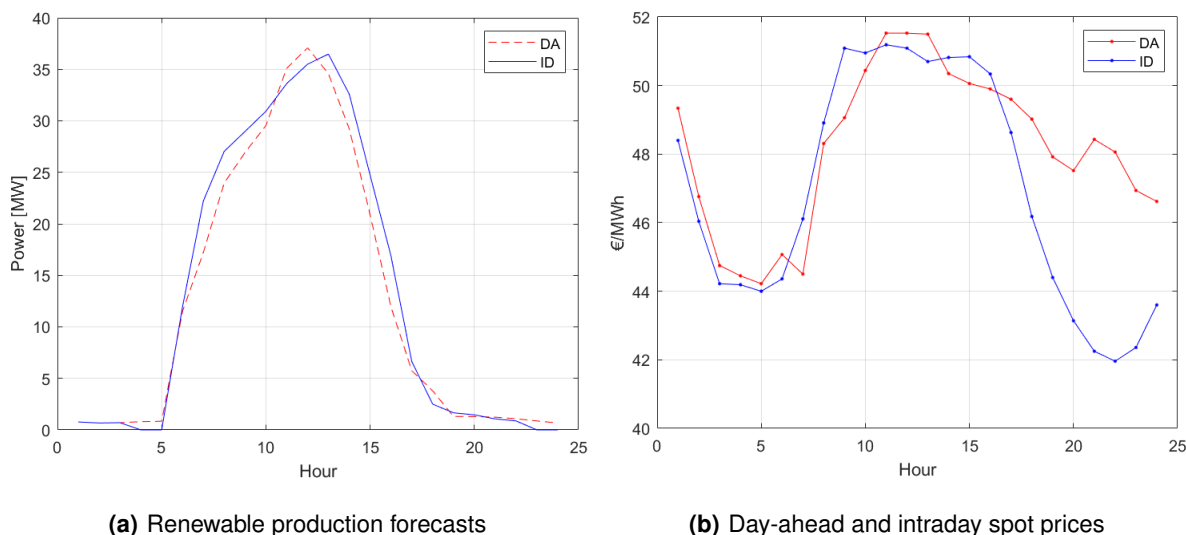 40
35
30
25
20
15
10
5
0
Power [MW]
0 5 10 15 20 25
Hour
DA
ID
(a) Renewable production forecasts
52
50
48
46
44
42
40
€/MWh
0 5 10 15 20 25
Hour
DA
ID
(b) Day-ahead and intraday spot prices